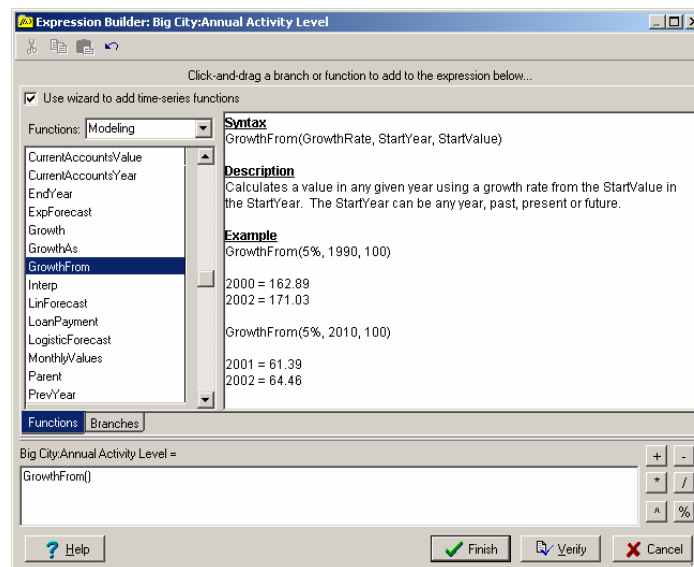 Expression Builder: Big City:Annual Activity Level
Click-and-drag a branch or function to add to the expression below...
Use wizard to add time-series functions
Functions: Modeling
CurrentAccountsValue
CurrentAccountsYear
EndYear
ExpForecast
Growth
GrowthAs
GrowthFrom
Interp
LinForecast
LoanPayment
LogisticForecast
MonthlyValues
Parent
PrevYear
Syntax
GrowthFrom(GrowthRate, StartYear, StartValue)
Description
Calculates a value in any given year using a growth rate from the StartValue in
the StartYear. The StartYear can be any year, past, present or future.
Example
GrowthFrom(5%, 1990, 100)
2000 = 162.89
2002 = 171.03
GrowthFrom(5%, 2010, 100)
2001 = 61.39
2002 = 64.46
Functions Branches
Big City:Annual Activity Level =
GrowthFrom()
+ -
* /
^ %
? Help Finish Verify Cancel